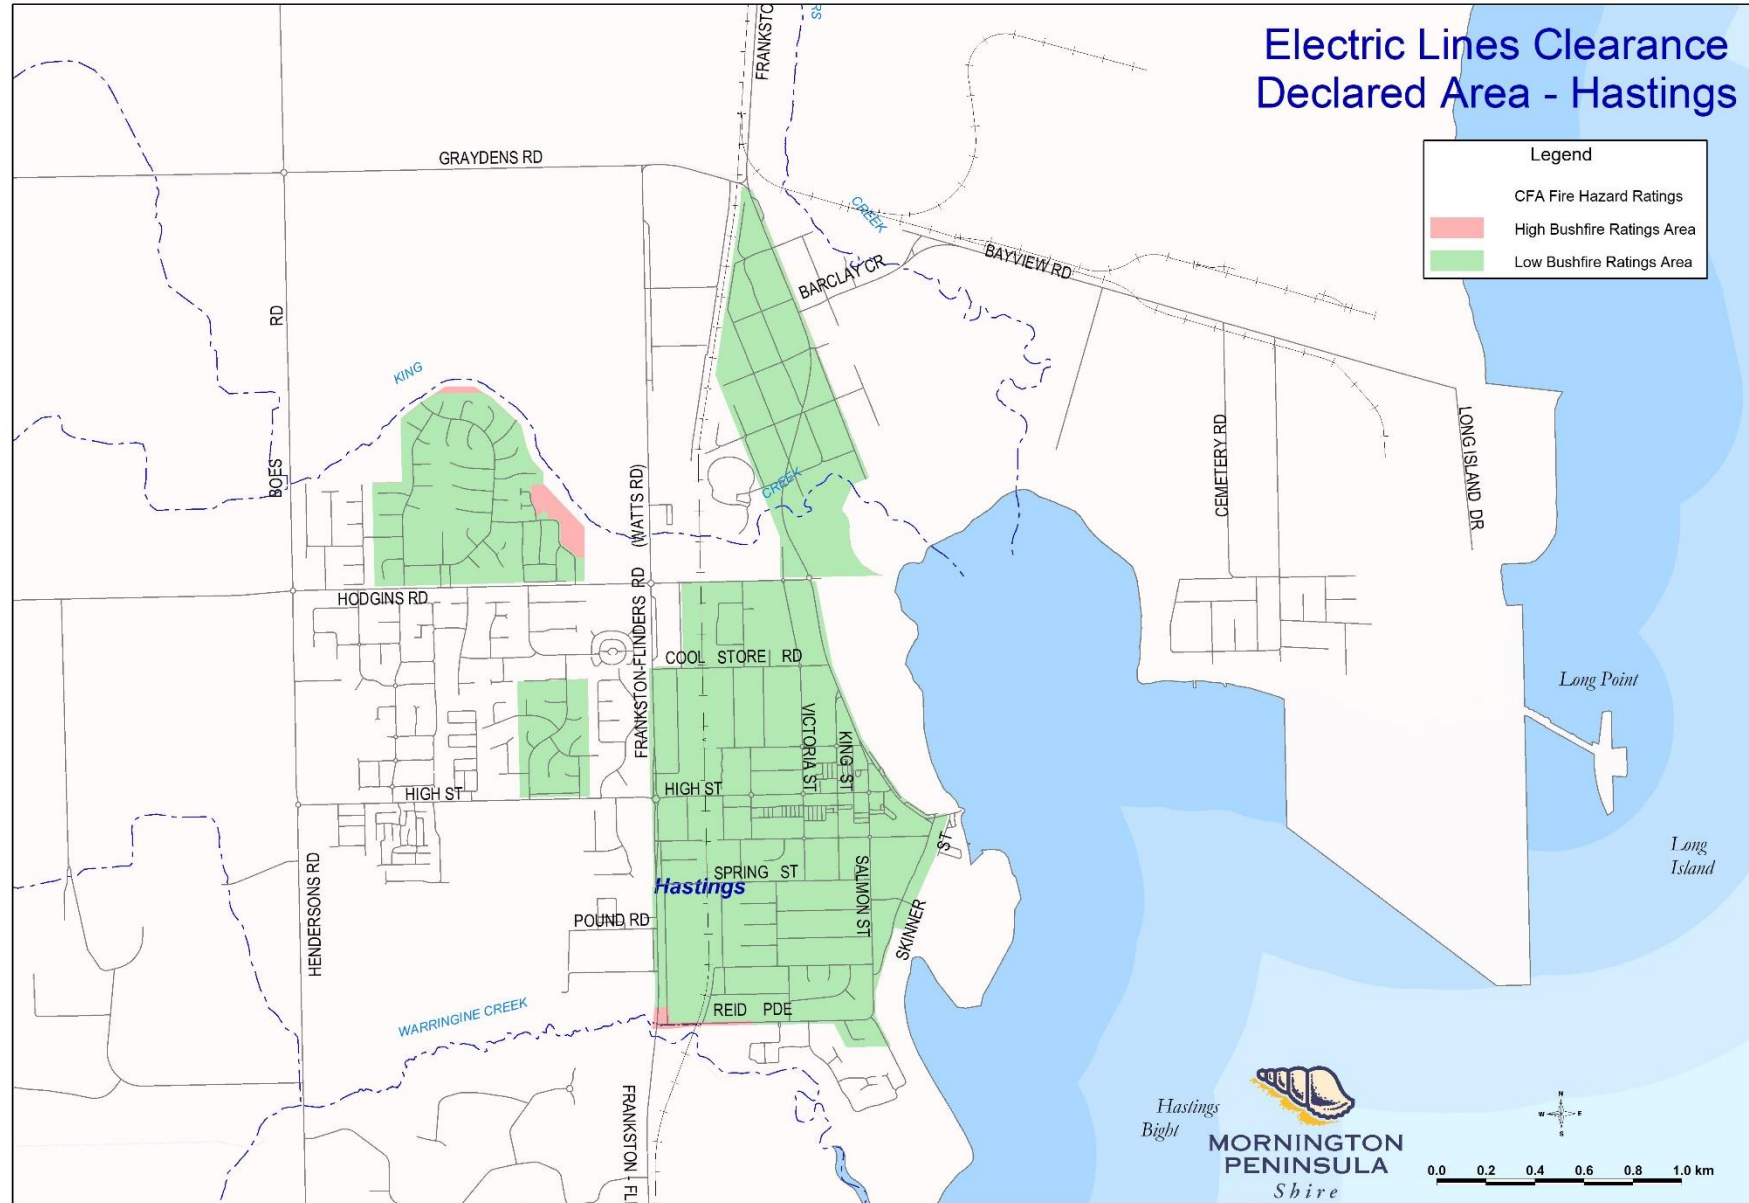 Electric Lines Clearance
Declared Area - Hastings
Legend
CFA Fire Hazard Ratings
High Bushfire Ratings Area
Low Bushfire Ratings Area
FRANKSTO
RS
GRAYDENS RD
CREEK
BARCLAY CR
BAYVIEW RD
RD
KING
BOES
CREEK
(WATTS RD)
CEMETERY RD
LONG ISLAND DR
HODGINS RD
FRANKSTON-FLINDERS RD
COOL STORE RD
VICTORIA ST
KING ST
Long Point
HIGH ST
HIGH ST
ST
Long
Island
SPRING ST
SALMON ST
Hastings
HENDERSONS RD
POUND RD
SKINNER
REID PDE
WARRINGINE CREEK
FRANKSTON - FL
Hastings
Bight
MORNINGTON
PENINSULA
Shire
N
W E
S
0.0 0.2 0.4 0.6 0.8 1.0 km